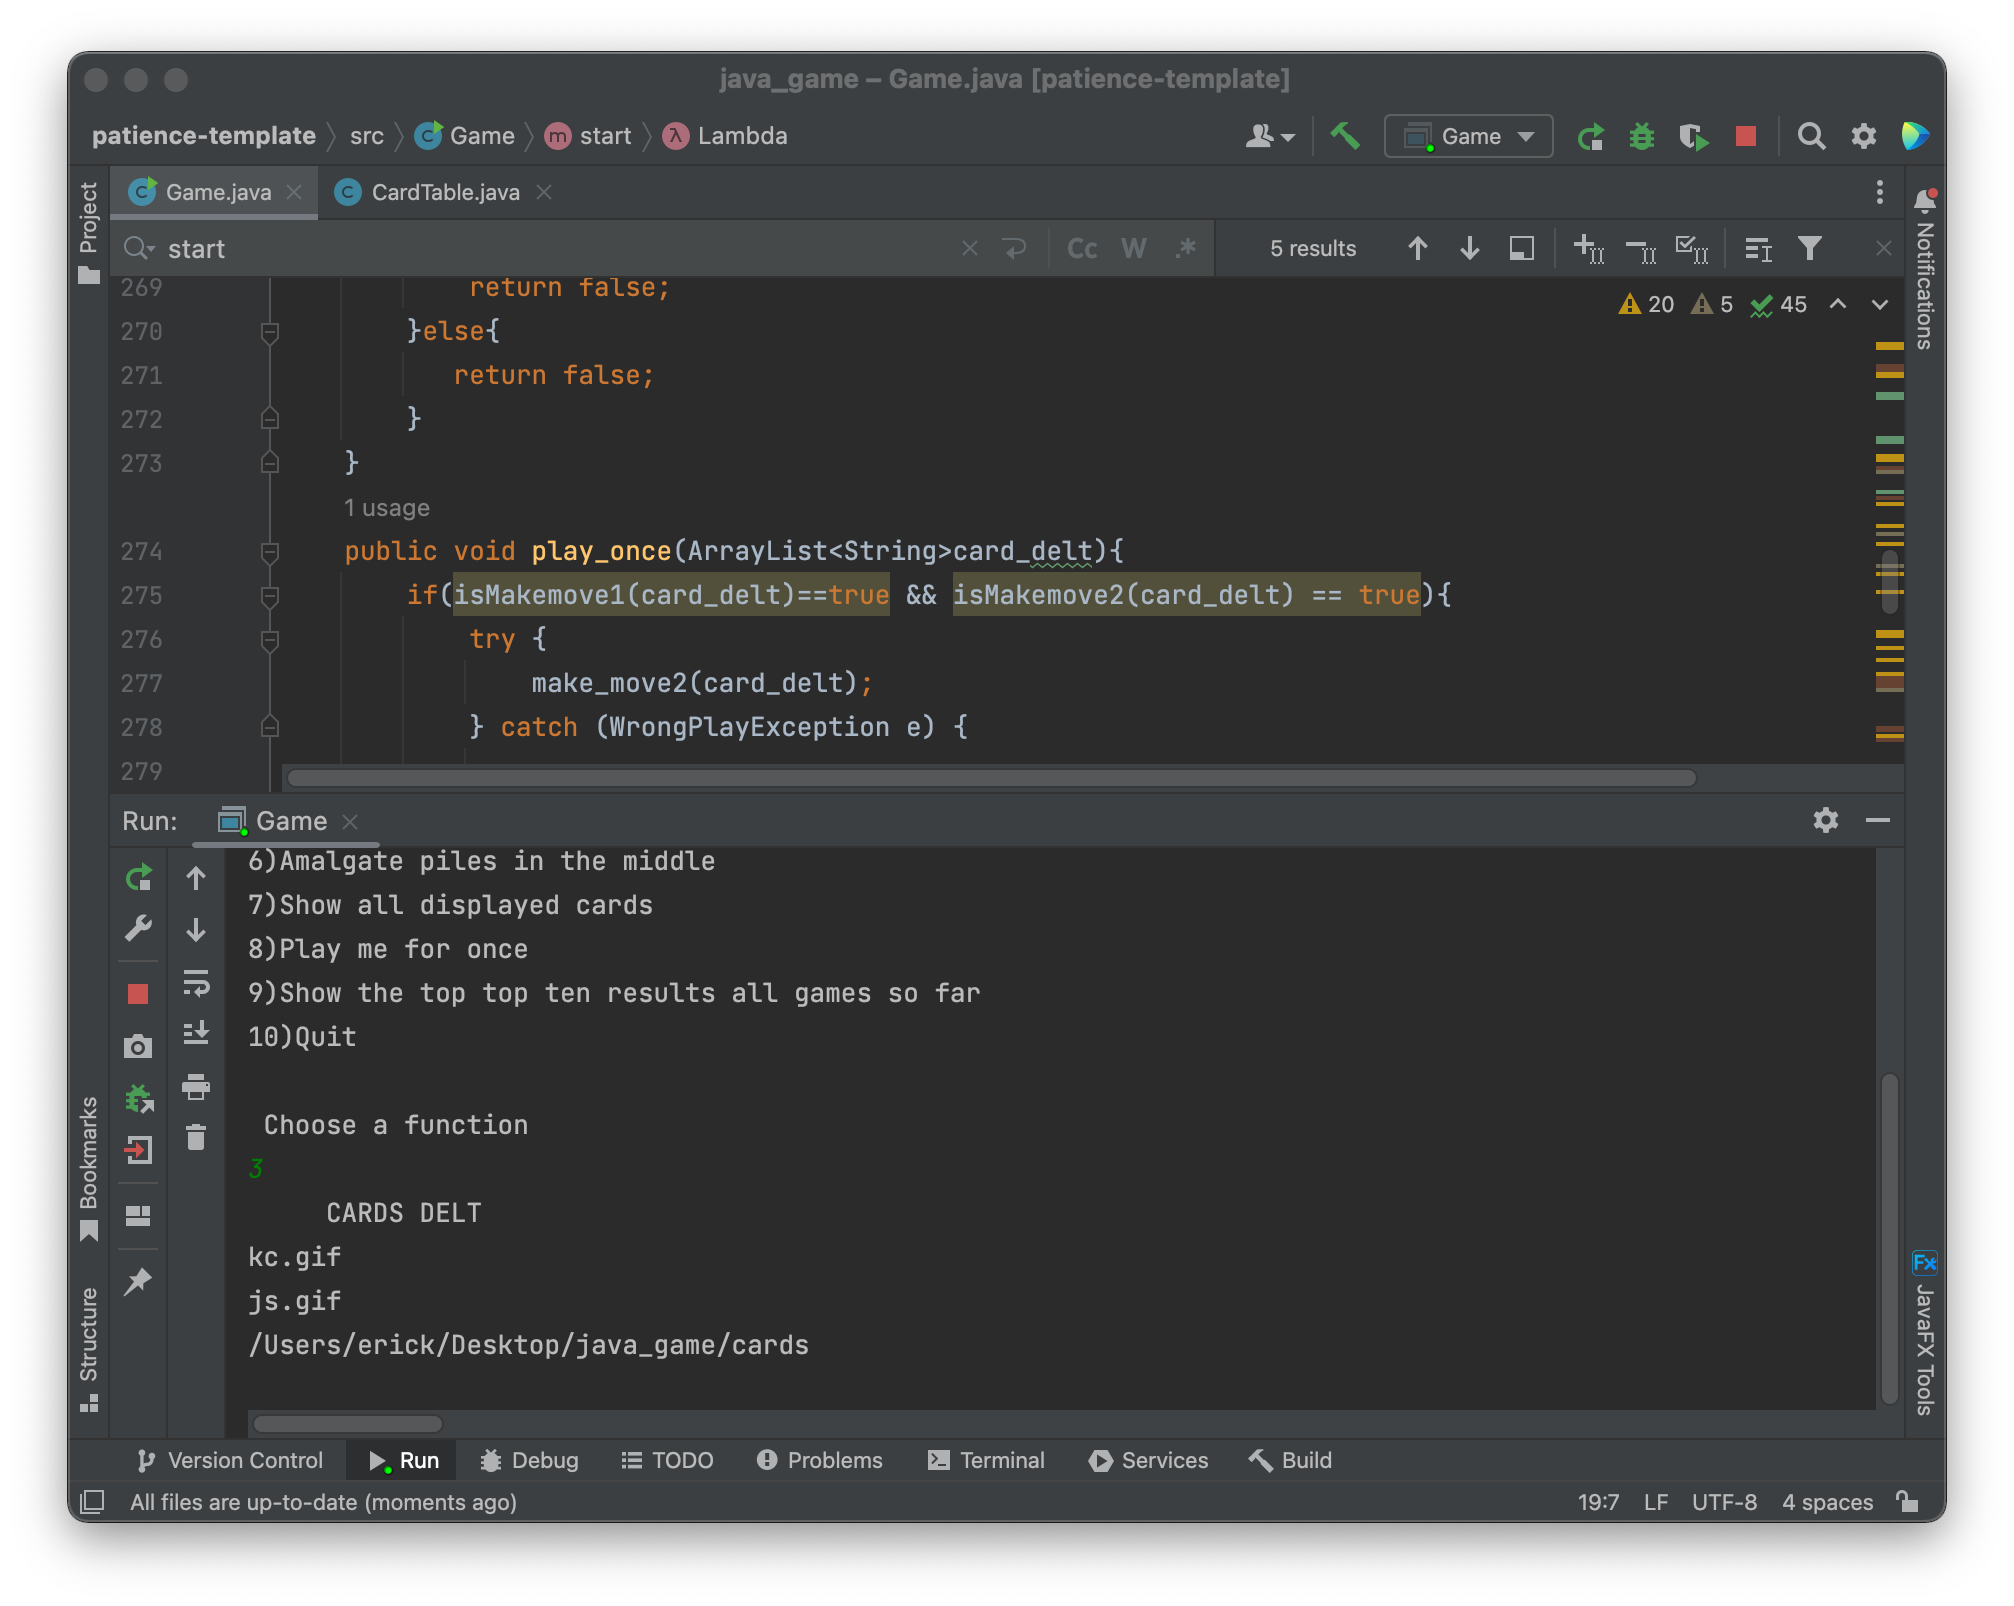 java_game – Game.java [patience-template]
patience-template src Game start Lambda
Game
Game.java CardTable.java
start Cc W .* 5 results
20 5 45
269 return false;
270 }else{
271 return false;
272 }
273 }
1 usage
274 public void play_once(ArrayList<String>card_delt){
275 if(isMakemove1(card_delt)==true && isMakemove2(card_delt) == true){
276 try {
277 make_move2(card_delt);
278 } catch (WrongPlayException e) {
279
Run: Game
6)Amalgate piles in the middle
7)Show all displayed cards
8)Play me for once
9)Show the top top ten results all games so far
10)Quit
Choose a function
3
CARDS DELT
kc.gif
js.gif
/Users/erick/Desktop/java_game/cards
Project
Bookmarks
Structure
Notifications
JavaFX Tools
Version Control Run Debug TODO Problems Terminal Services Build
All files are up-to-date (moments ago) 19:7 LF UTF-8 4 spaces